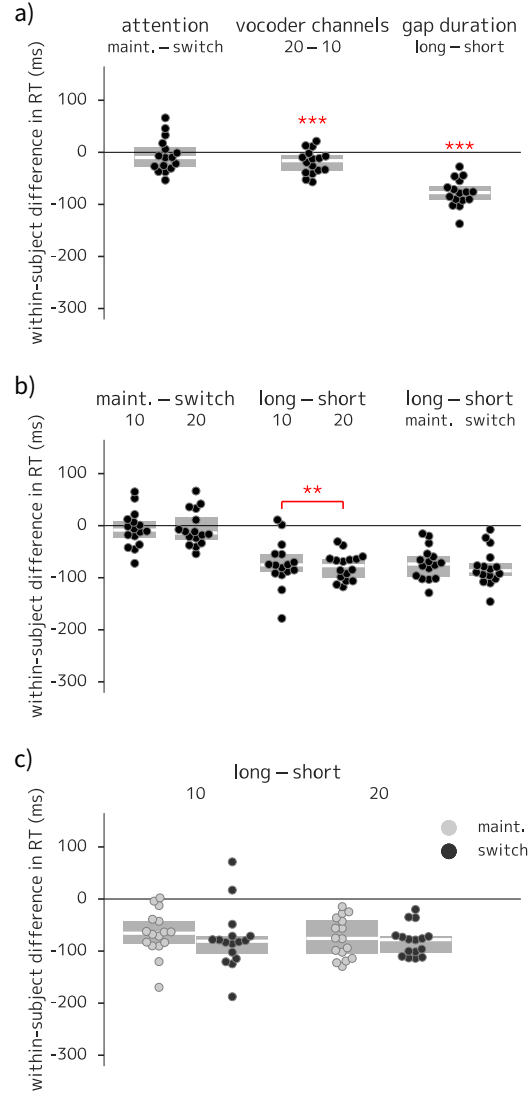 a)
attention vocoder channels gap duration
maint. – switch 20 – 10 long – short
within-subject difference in RT (ms)
100
0
-100
-200
-300
***
***
b)
maint. – switch long – short long – short
10 20 10 20 maint. switch
within-subject difference in RT (ms)
100
0
-100
-200
-300
**
c)
long – short
10 20
within-subject difference in RT (ms)
100
0
-100
-200
-300
maint.
switch